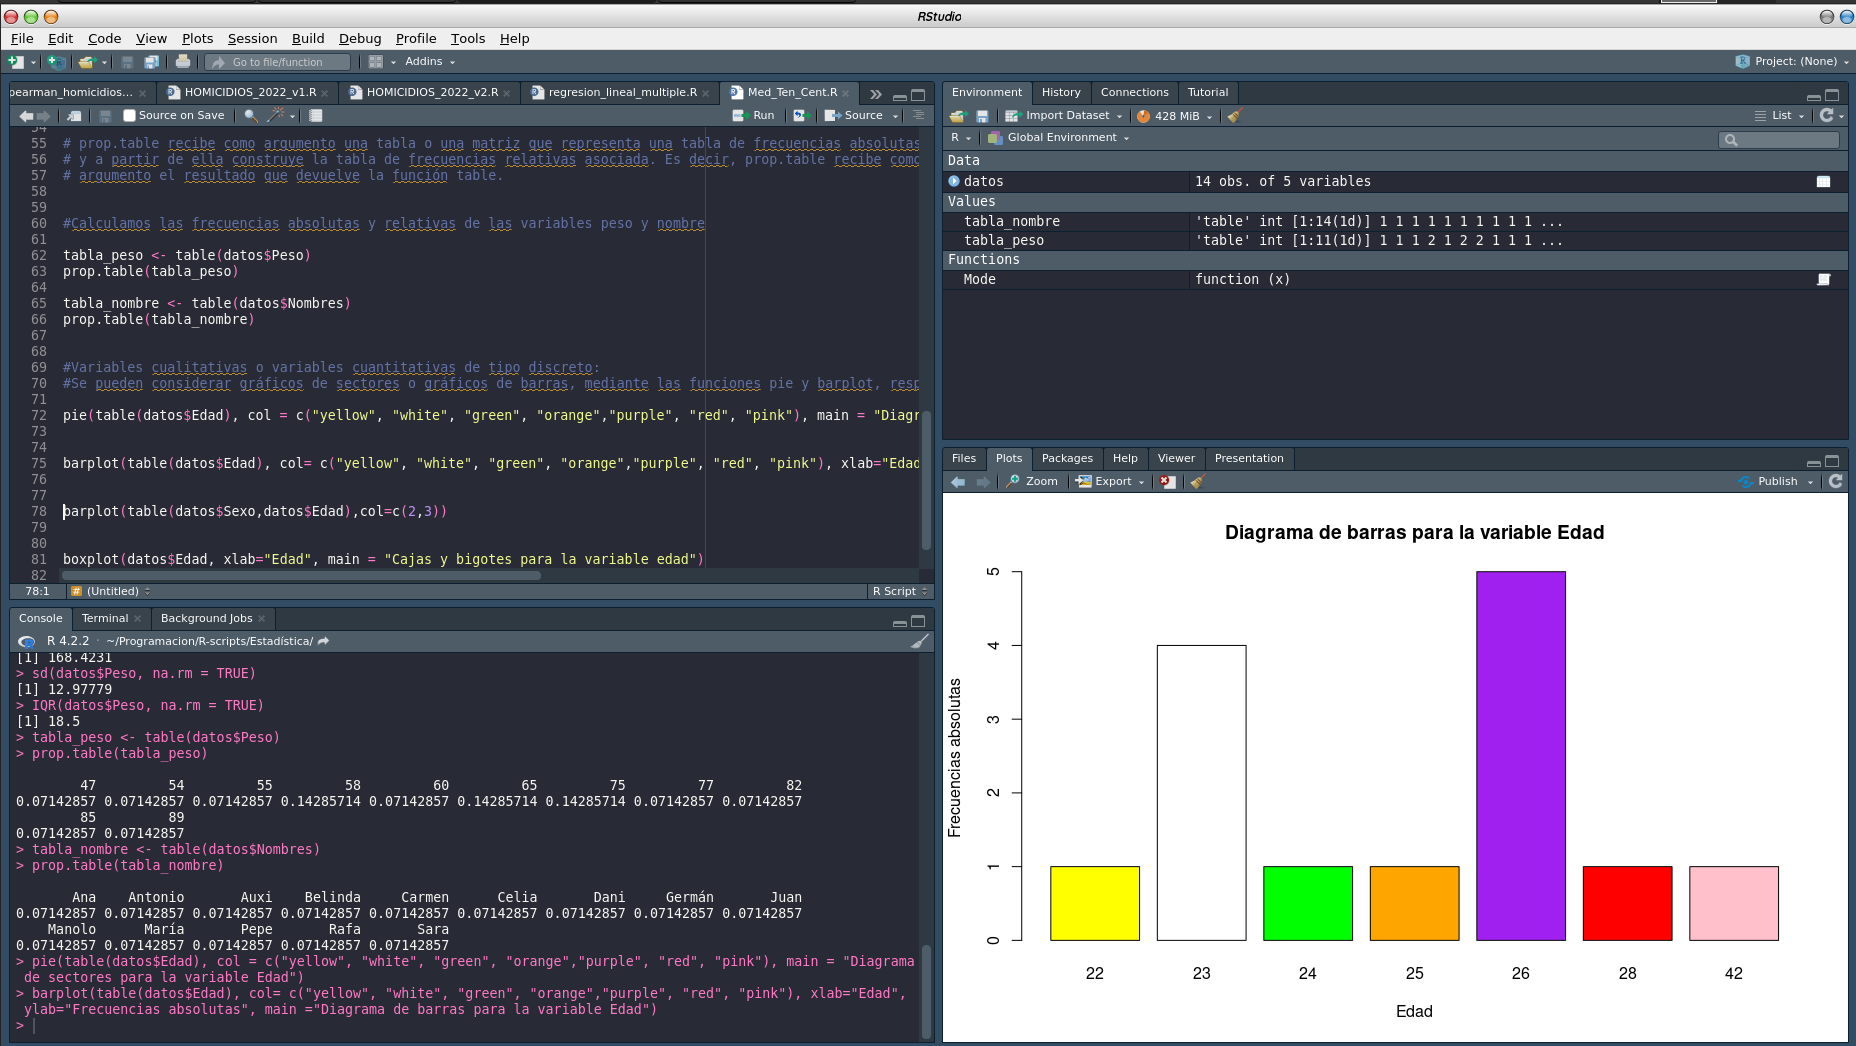 RStudio
File Edit Code View Plots Session Build Debug Profile Tools Help
Go to file/function Addins Project: (None)
pearman_homicidios... HOMICIDIOS_2022_v1.R HOMICIDIOS_2022_v2.R regresion_lineal_multiple.R Med_Ten_Cent.R
Source on Save Run Source
54
55 # prop.table recibe como argumento una tabla o una matriz que representa una tabla de frecuencias absolutas
56 # y a partir de ella construye la tabla de frecuencias relativas asociada. Es decir, prop.table recibe como
57 # argumento el resultado que devuelve la función table.
58
59
60 #Calculamos las frecuencias absolutas y relativas de las variables peso y nombre
61
62 tabla_peso <- table(datos$Peso)
63 prop.table(tabla_peso)
64
65 tabla_nombre <- table(datos$Nombres)
66 prop.table(tabla_nombre)
67
68
69 #Variables cualitativas o variables cuantitativas de tipo discreto:
70 #Se pueden considerar gráficos de sectores o gráficos de barras, mediante las funciones pie y barplot, resp
71
72 pie(table(datos$Edad), col = c("yellow", "white", "green", "orange","purple", "red", "pink"), main = "Diagr
73
74
75 barplot(table(datos$Edad), col= c("yellow", "white", "green", "orange","purple", "red", "pink"), xlab="Edad
76
77
78 barplot(table(datos$Sexo,datos$Edad),col=c(2,3))
79
80
81 boxplot(datos$Edad, xlab="Edad", main = "Cajas y bigotes para la variable edad")
82
78:1 # (Untitled) R Script
Console Terminal Background Jobs
R 4.2.2 · ~/Programacion/R-scripts/Estadística/
[1] 168.4231
> sd(datos$Peso, na.rm = TRUE)
[1] 12.97779
> IQR(datos$Peso, na.rm = TRUE)
[1] 18.5
> tabla_peso <- table(datos$Peso)
> prop.table(tabla_peso)
47 54 55 58 60 65 75 77 82
0.07142857 0.07142857 0.07142857 0.14285714 0.07142857 0.14285714 0.14285714 0.07142857 0.07142857
85 89
0.07142857 0.07142857
> tabla_nombre <- table(datos$Nombres)
> prop.table(tabla_nombre)
Ana Antonio Auxi Belinda Carmen Celia Dani Germán Juan
0.07142857 0.07142857 0.07142857 0.07142857 0.07142857 0.07142857 0.07142857 0.07142857 0.07142857
Manolo María Pepe Rafa Sara
0.07142857 0.07142857 0.07142857 0.07142857 0.07142857
> pie(table(datos$Edad), col = c("yellow", "white", "green", "orange","purple", "red", "pink"), main = "Diagrama
de sectores para la variable Edad")
> barplot(table(datos$Edad), col= c("yellow", "white", "green", "orange","purple", "red", "pink"), xlab="Edad",
ylab="Frecuencias absolutas", main ="Diagrama de barras para la variable Edad")
>
Environment History Connections Tutorial
Import Dataset 428 MiB List
R Global Environment
Data
datos 14 obs. of 5 variables
Values
tabla_nombre 'table' int [1:14(1d)] 1 1 1 1 1 1 1 1 1 1 ...
tabla_peso 'table' int [1:11(1d)] 1 1 1 2 1 2 2 1 1 1 ...
Functions
Mode function (x)
Files Plots Packages Help Viewer Presentation
Zoom Export Publish
Diagrama de barras para la variable Edad
Frecuencias absolutas
5
4
3
2
1
0
22 23 24 25 26 28 42
Edad